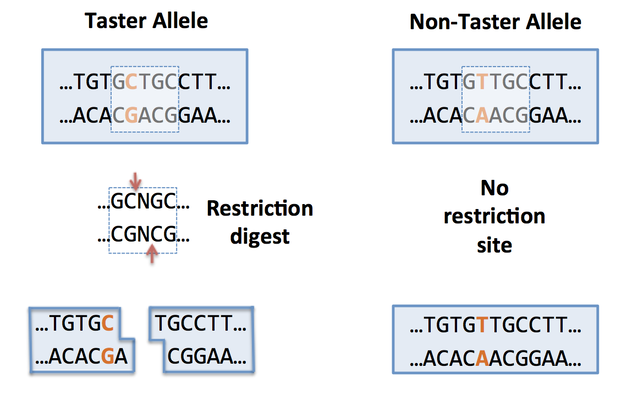 Taster Allele
Non-Taster Allele
...TGTGCTGCCTT...
...ACACGACGGAA...
...TGTGTTGCCTT...
...ACACAACGGAA...
...GCNGC...
...CGNCG...
Restriction
digest
No
restriction
site
...TGTGC TGCCTT...
...ACACGA CGGAA...
...TGTGTTGCCTT...
...ACACAACGGAA...